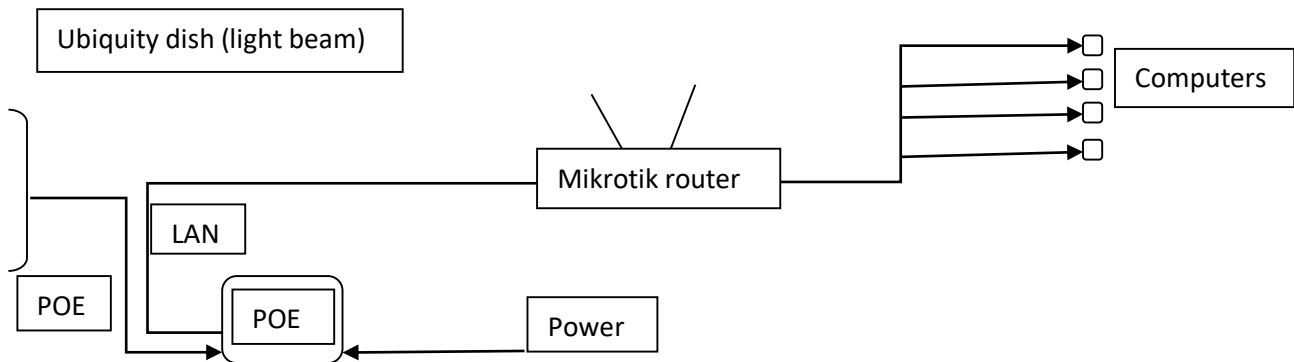 Ubiquity dish (light beam)
Computers
Mikrotik router
LAN
POE
POE
Power